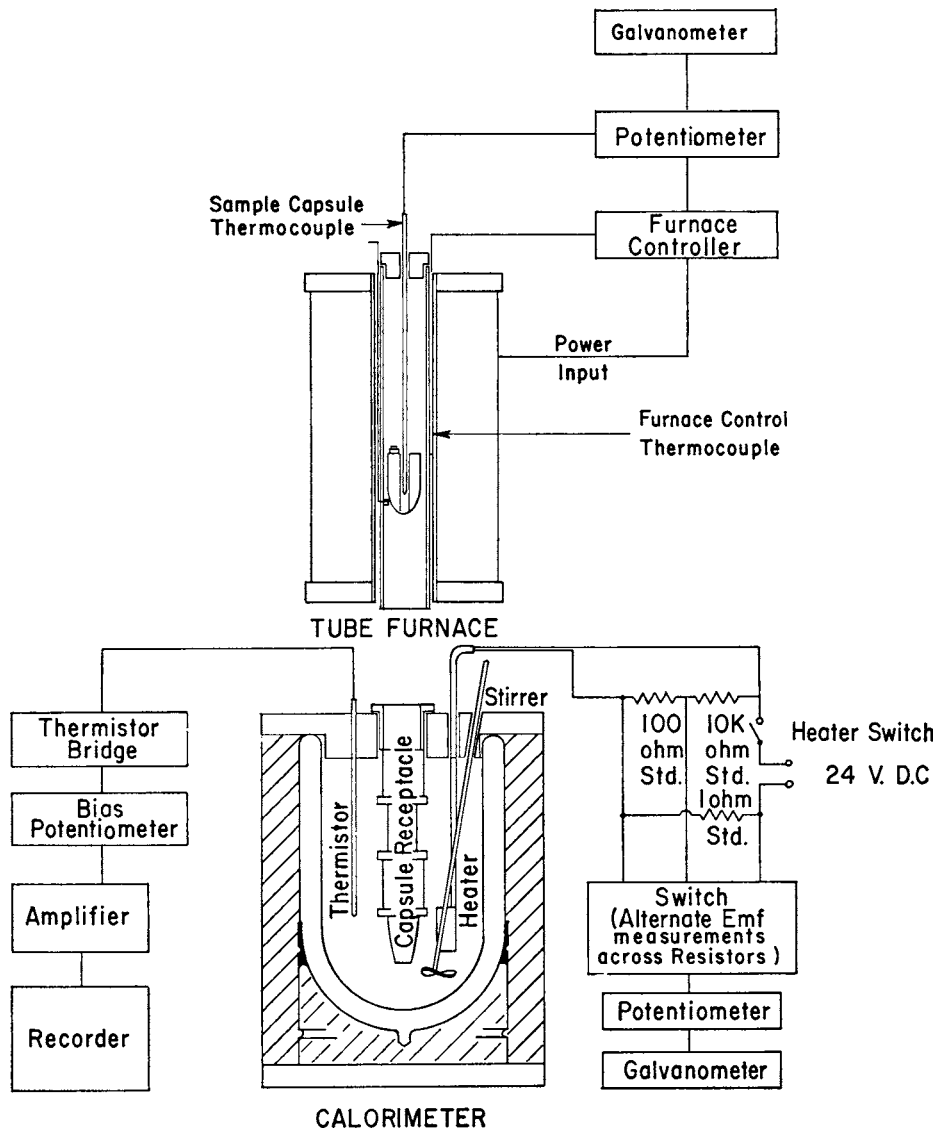 Galvanometer
Potentiometer
Sample Capsule
Thermocouple
Furnace
Controller
Power
Input
Furnace Control
Thermocouple
TUBE FURNACE
Stirrer
Thermistor
Bridge
Bias
Potentiometer
Amplifier
Recorder
Thermistor
Capsule Receptacle
Heater
100
ohm
Std.
10K
ohm
Std.
1ohm
Std.
Heater Switch
24 V. D.C
Switch
(Alternate Emf
measurements
across Resistors)
Potentiometer
Galvanometer
CALORIMETER